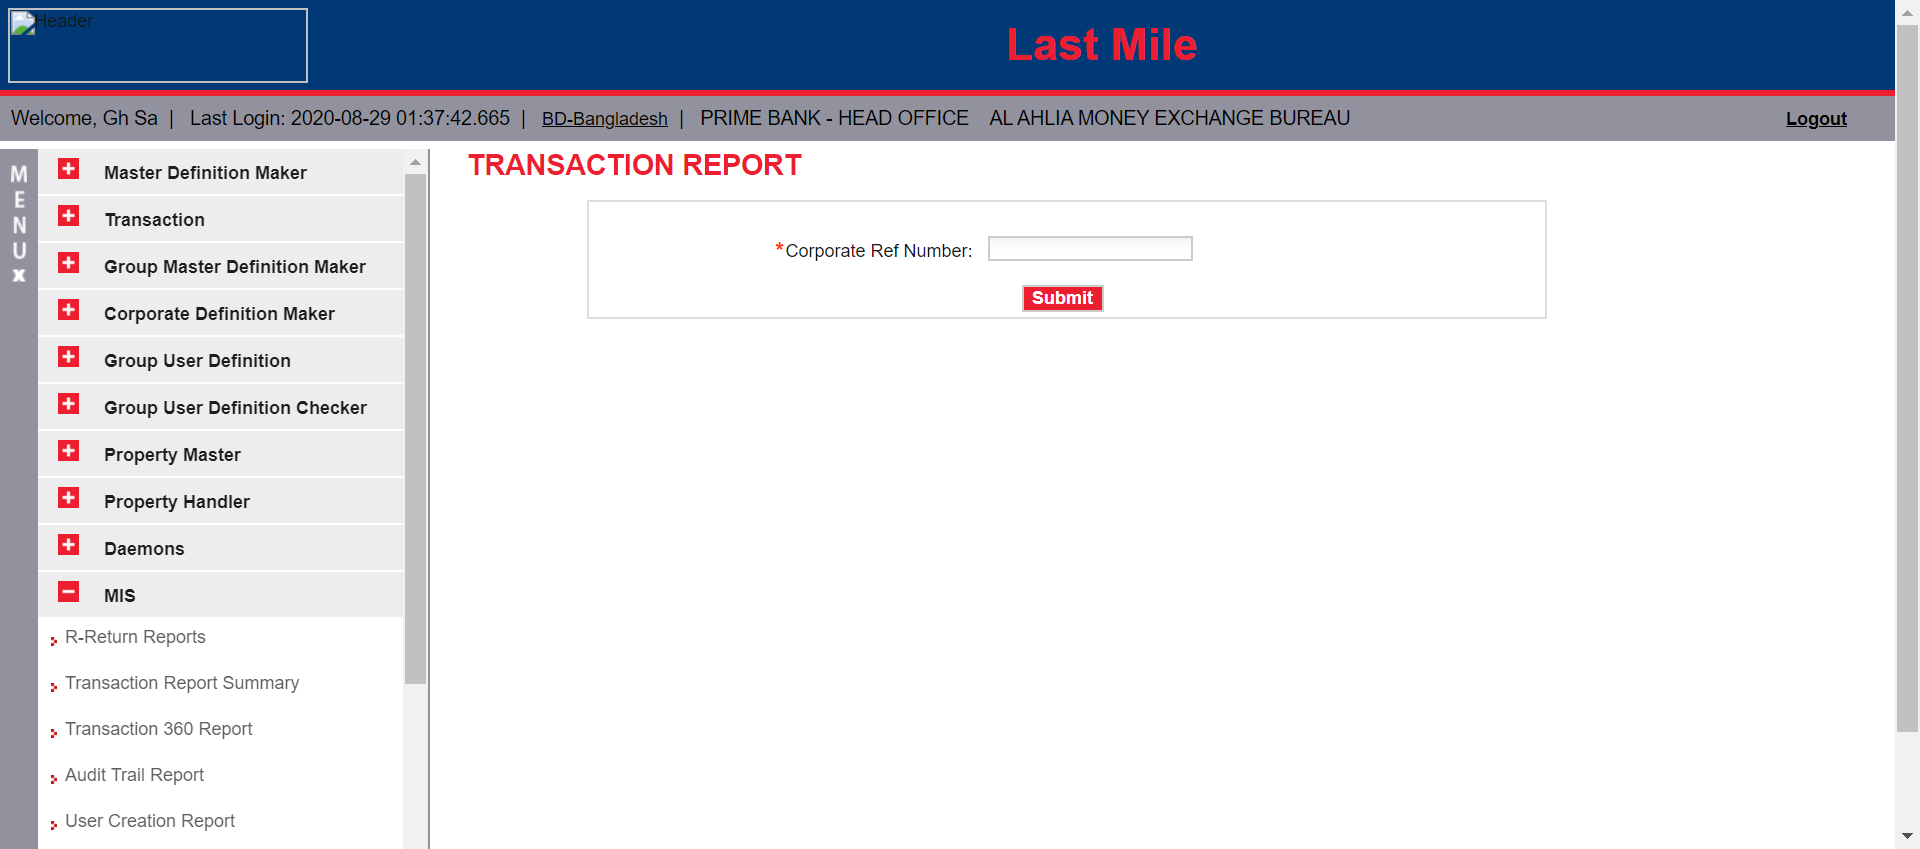 Header
Last Mile
Welcome, Gh Sa | Last Login: 2020-08-29 01:37:42.665 | BD-Bangladesh | PRIME BANK - HEAD OFFICE AL AHLIA MONEY EXCHANGE BUREAU Logout
MENU x
Master Definition Maker
Transaction
Group Master Definition Maker
Corporate Definition Maker
Group User Definition
Group User Definition Checker
Property Master
Property Handler
Daemons
MIS
R-Return Reports
Transaction Report Summary
Transaction 360 Report
Audit Trail Report
User Creation Report
TRANSACTION REPORT
*Corporate Ref Number:
Submit